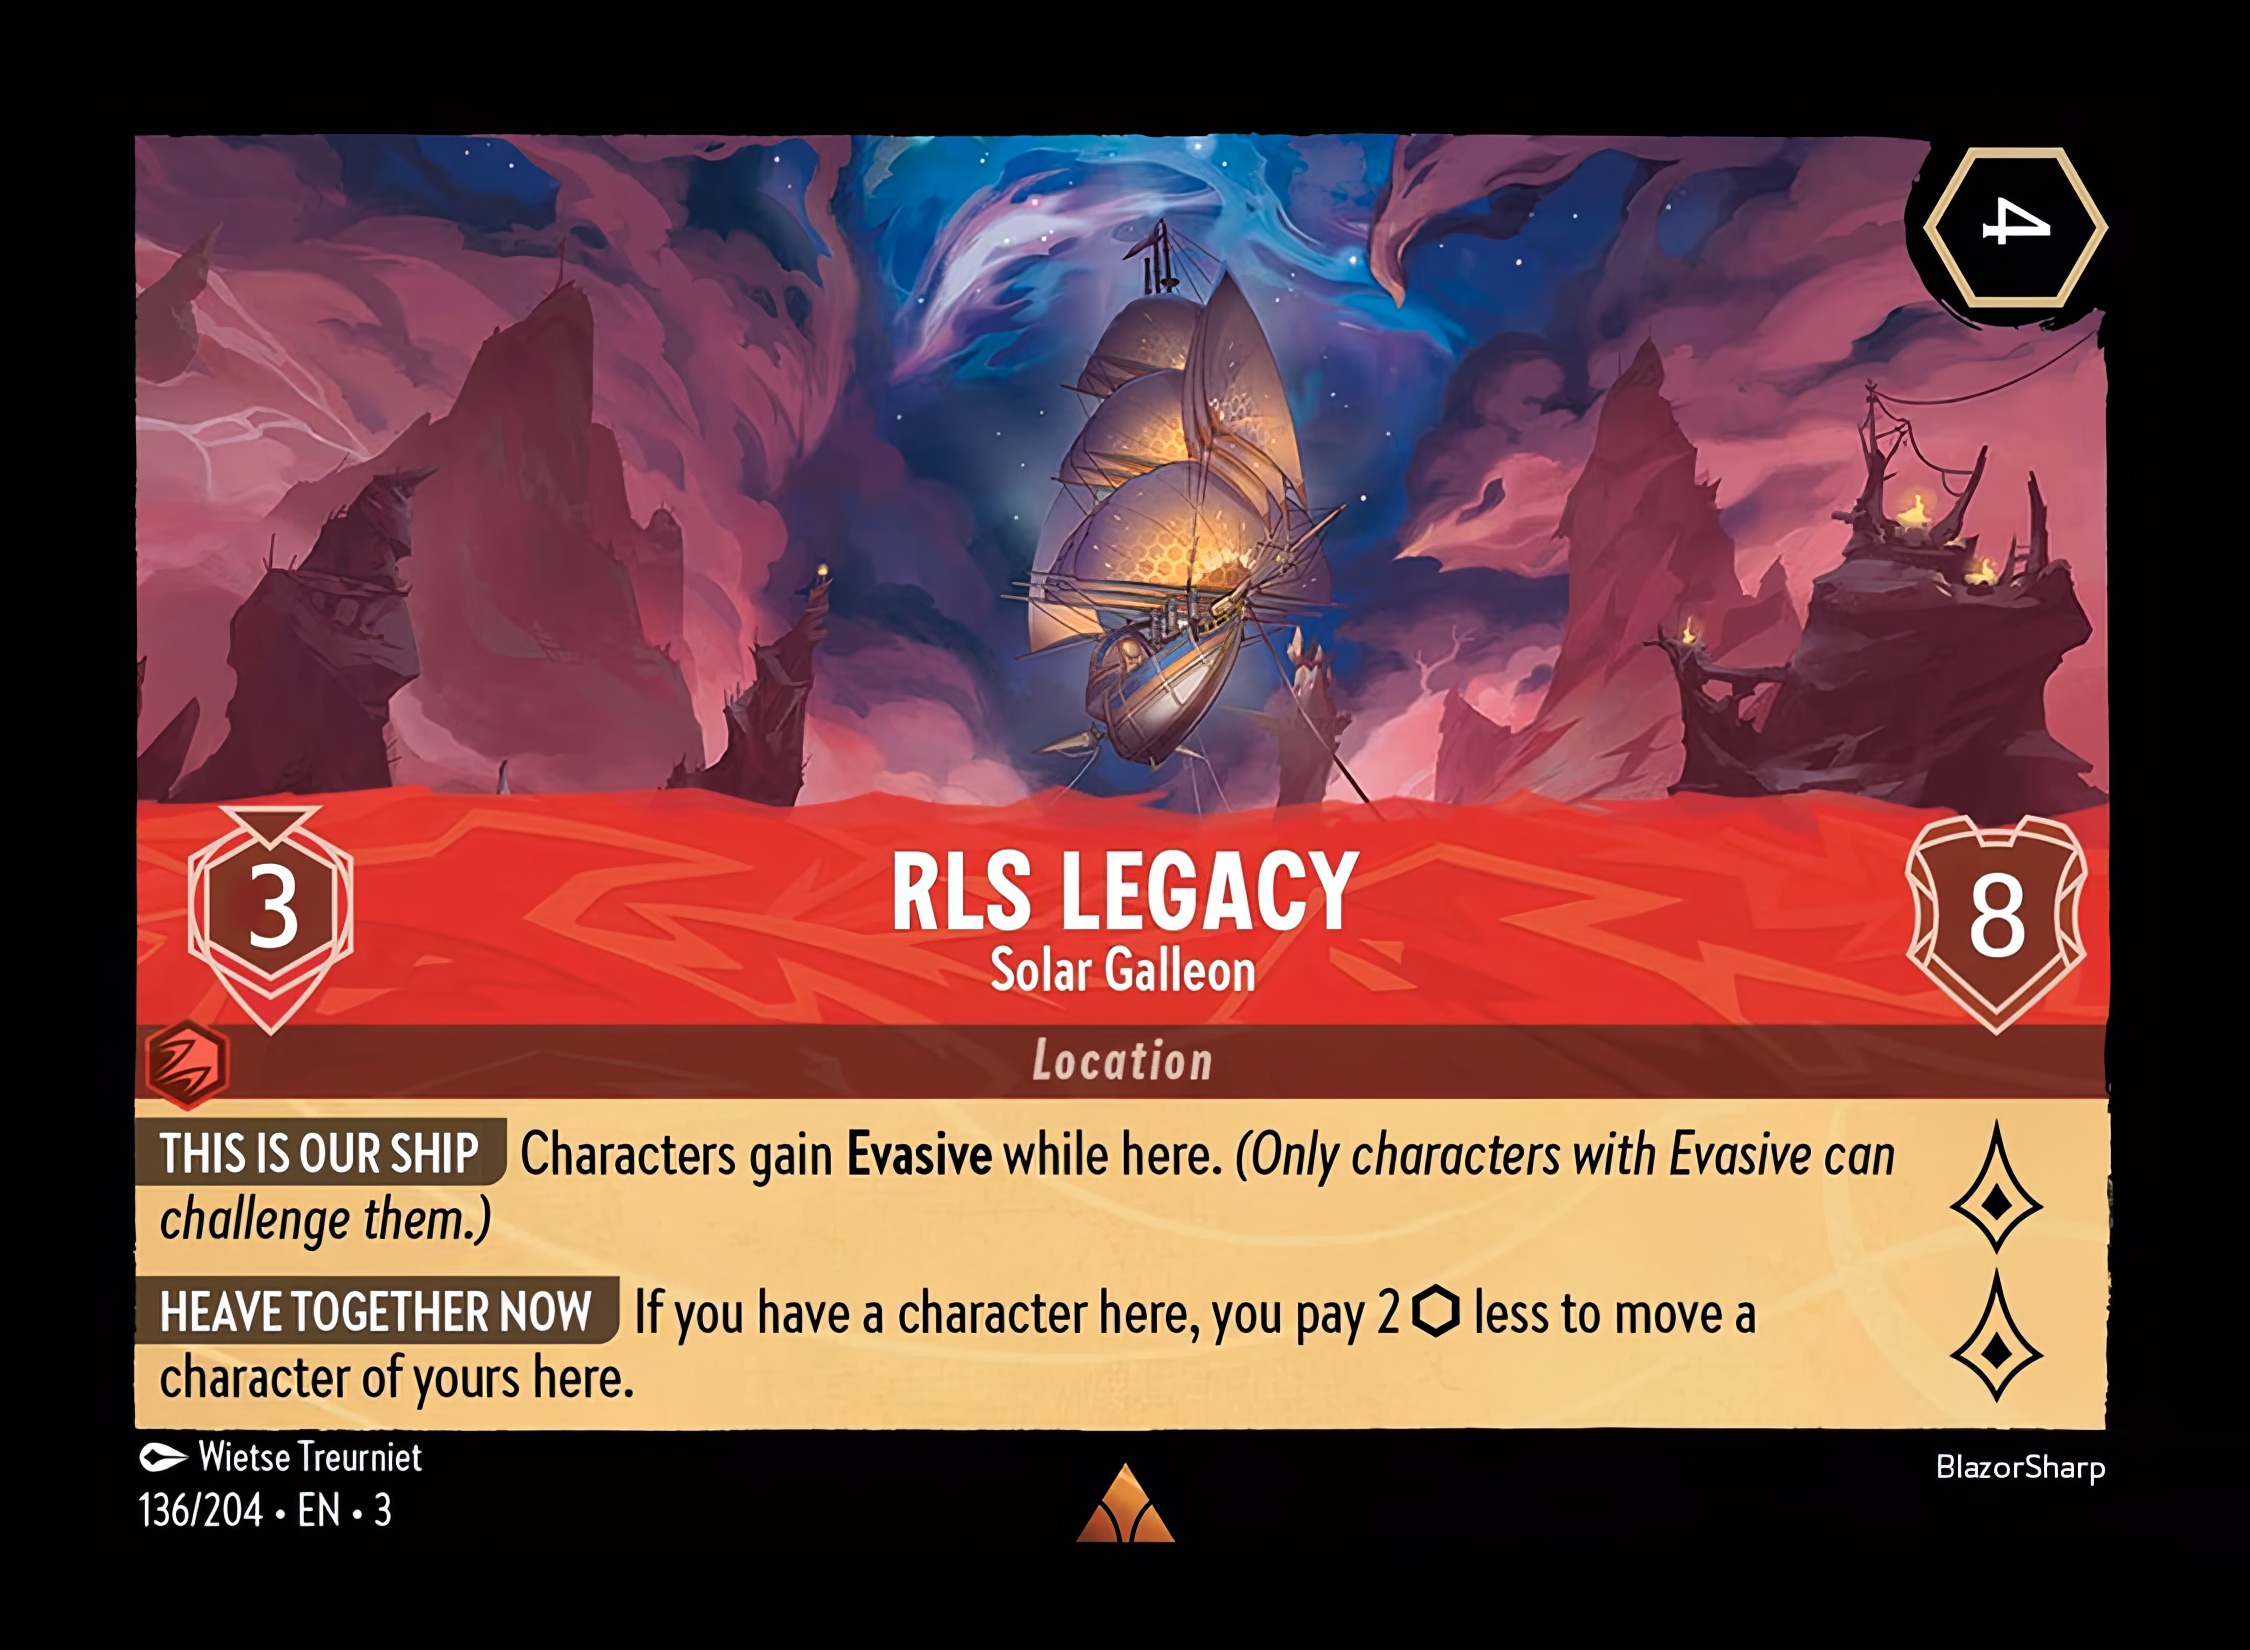 4
3
RLS LEGACY
8
Solar Galleon
Location
THIS IS OUR SHIP Characters gain Evasive while here. (Only characters with Evasive can
challenge them.)
HEAVE TOGETHER NOW If you have a character here, you pay 2 ⬡ less to move a
character of yours here.
Wietse Treurniet
136/204 • EN • 3
BlazorSharp